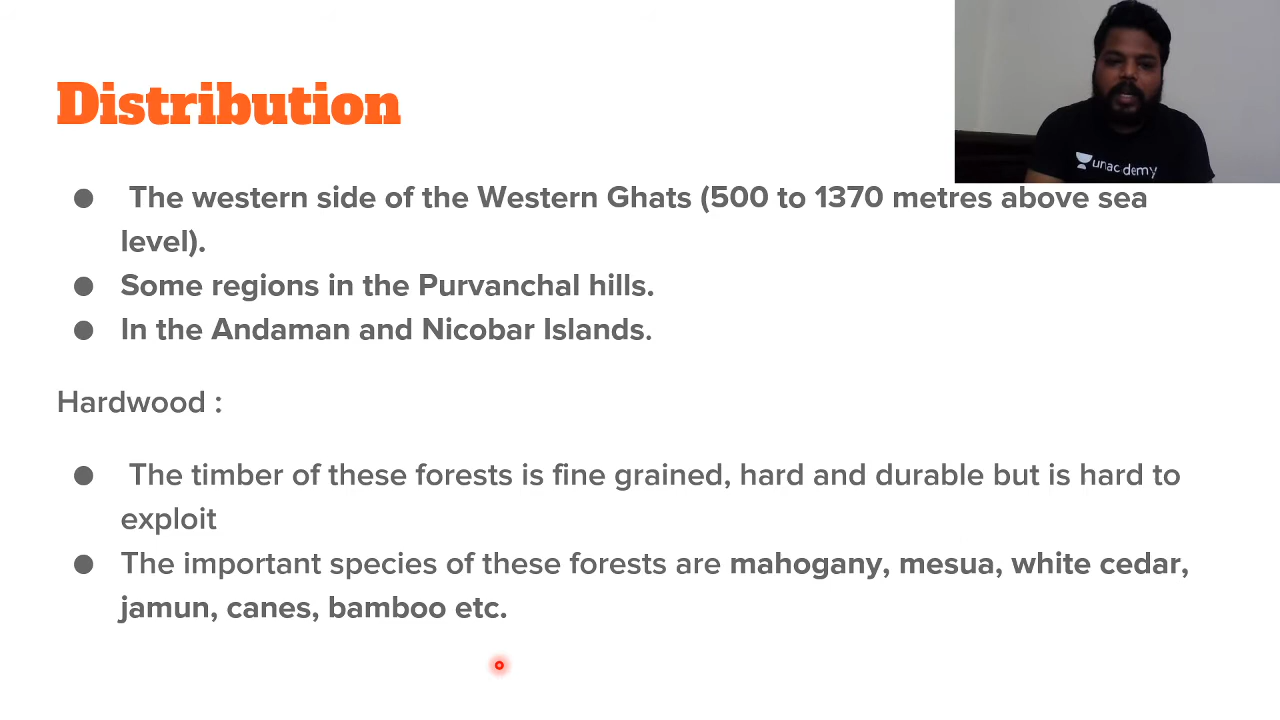 Distribution
unacademy
● The western side of the Western Ghats (500 to 1370 metres above sea
level).
● Some regions in the Purvanchal hills.
● In the Andaman and Nicobar Islands.
Hardwood :
● The timber of these forests is fine grained, hard and durable but is hard to
exploit
● The important species of these forests are mahogany, mesua, white cedar,
jamun, canes, bamboo etc.